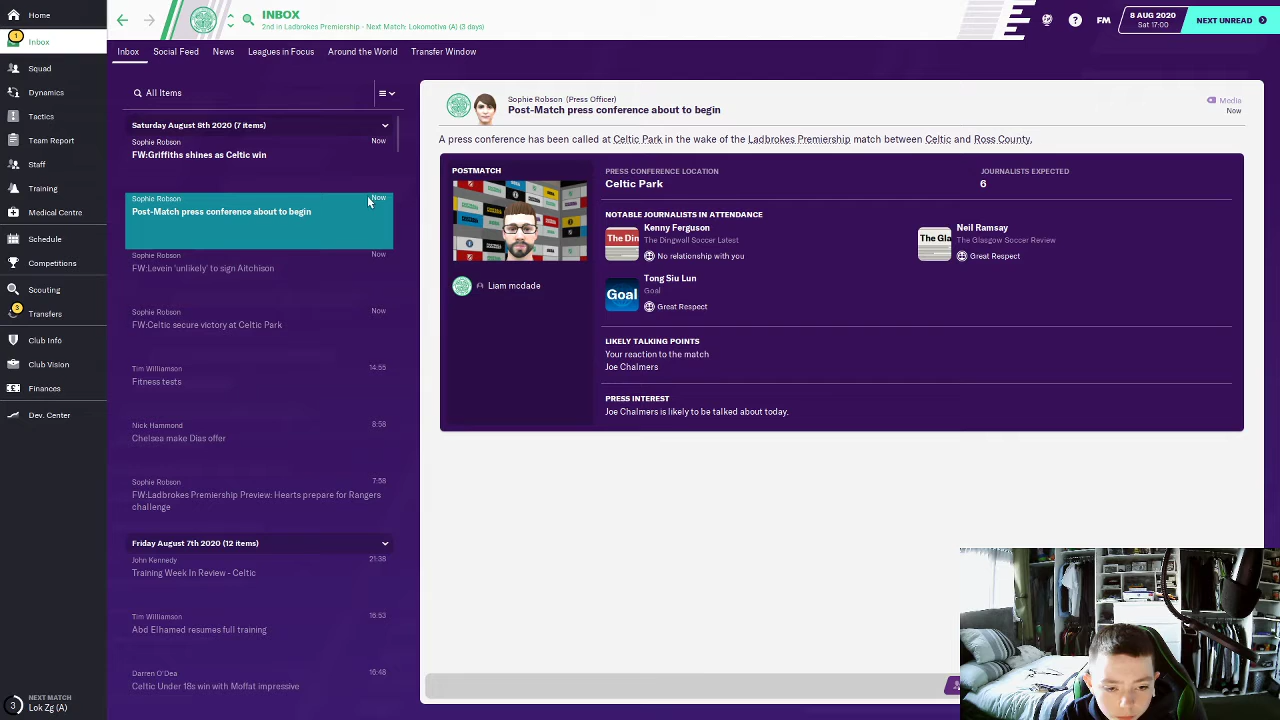 Home
INBOX
2nd in Ladbrokes Premiership - Next Match: Lokomotiva (A) (3 days)
?
FM
8 AUG 2020
Sat 17:00
NEXT UNREAD
1
Inbox
Squad
Dynamics
Tactics
Team Report
Staff
Training
Medical Centre
Schedule
Competitions
Scouting
3
Transfers
Club Info
Club Vision
Finances
Dev. Center
3
NEXT MATCH
Lok Zg (A)
Inbox
Social Feed
News
Leagues in Focus
Around the World
Transfer Window
All Items
Saturday August 8th 2020 (7 items)
Sophie Robson
Now
FW:Griffiths shines as Celtic win
Sophie Robson
Now
Post-Match press conference about to begin
Sophie Robson
Now
FW:Levein 'unlikely' to sign Aitchison
Sophie Robson
Now
FW:Celtic secure victory at Celtic Park
Tim Williamson
14:55
Fitness tests
Nick Hammond
8:58
Chelsea make Dias offer
Sophie Robson
7:58
FW:Ladbrokes Premiership Preview: Hearts prepare for Rangers
challenge
Friday August 7th 2020 (12 items)
John Kennedy
21:38
Training Week In Review - Celtic
Tim Williamson
16:53
Abd Elhamed resumes full training
Darren O'Dea
16:48
Celtic Under 18s win with Moffat impressive
Sophie Robson (Press Officer)
Post-Match press conference about to begin
Media
Now
A press conference has been called at Celtic Park in the wake of the Ladbrokes Premiership match between Celtic and Ross County.
POSTMATCH
Liam mcdade
PRESS CONFERENCE LOCATION
Celtic Park
JOURNALISTS EXPECTED
6
NOTABLE JOURNALISTS IN ATTENDANCE
The Din
Kenny Ferguson
The Dingwall Soccer Latest
No relationship with you
The Gla
Neil Ramsay
The Glasgow Soccer Review
Great Respect
Goal
Tong Siu Lun
Goal
Great Respect
LIKELY TALKING POINTS
Your reaction to the match
Joe Chalmers
PRESS INTEREST
Joe Chalmers is likely to be talked about today.